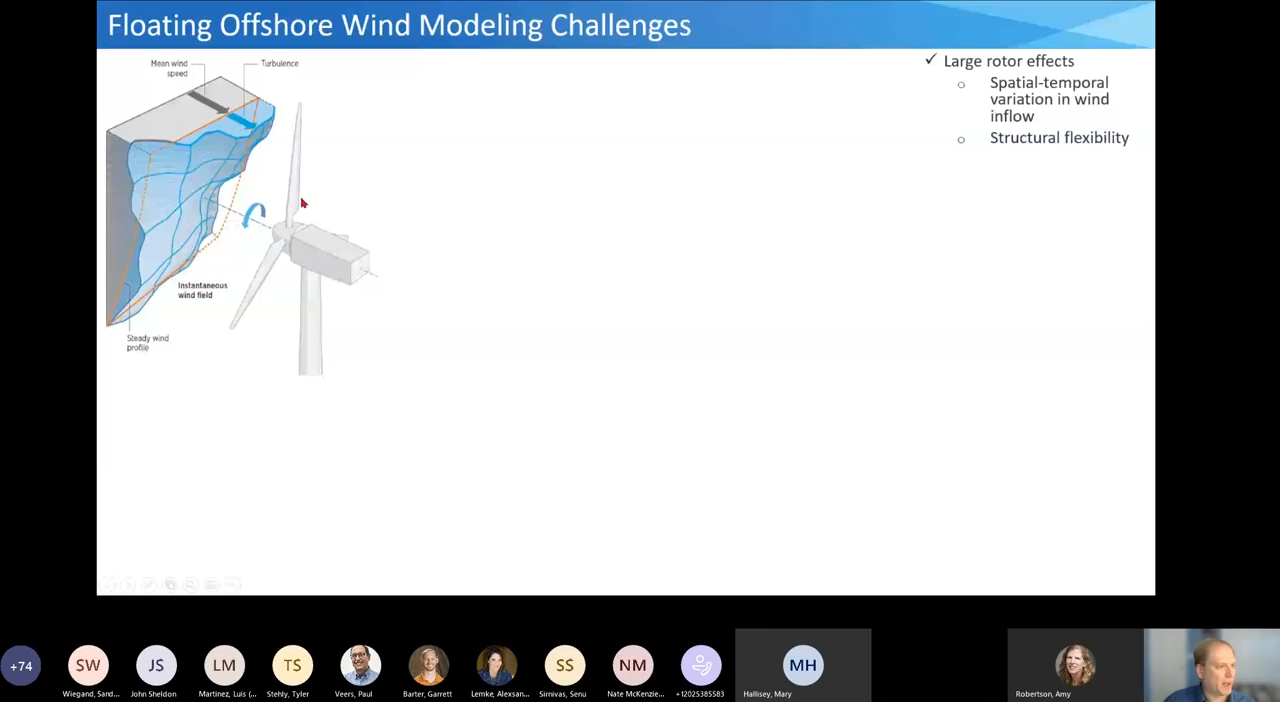 Floating Offshore Wind Modeling Challenges
Mean wind
speed
Turbulence
Instantaneous
wind field
Steady wind
profile
✓ Large rotor effects
o Spatial-temporal
variation in wind
inflow
o Structural flexibility
+74
SW
JS
LM
TS
SS
NM
MH
Wiegand, Sand...
John Sheldon
Martinez, Luis (...
Stehly, Tyler
Veers, Paul
Barter, Garrett
Lemke, Alexsan...
Sirnivas, Senu
Nate McKenzie...
+12025385583
Hallisey, Mary
Robertson, Amy